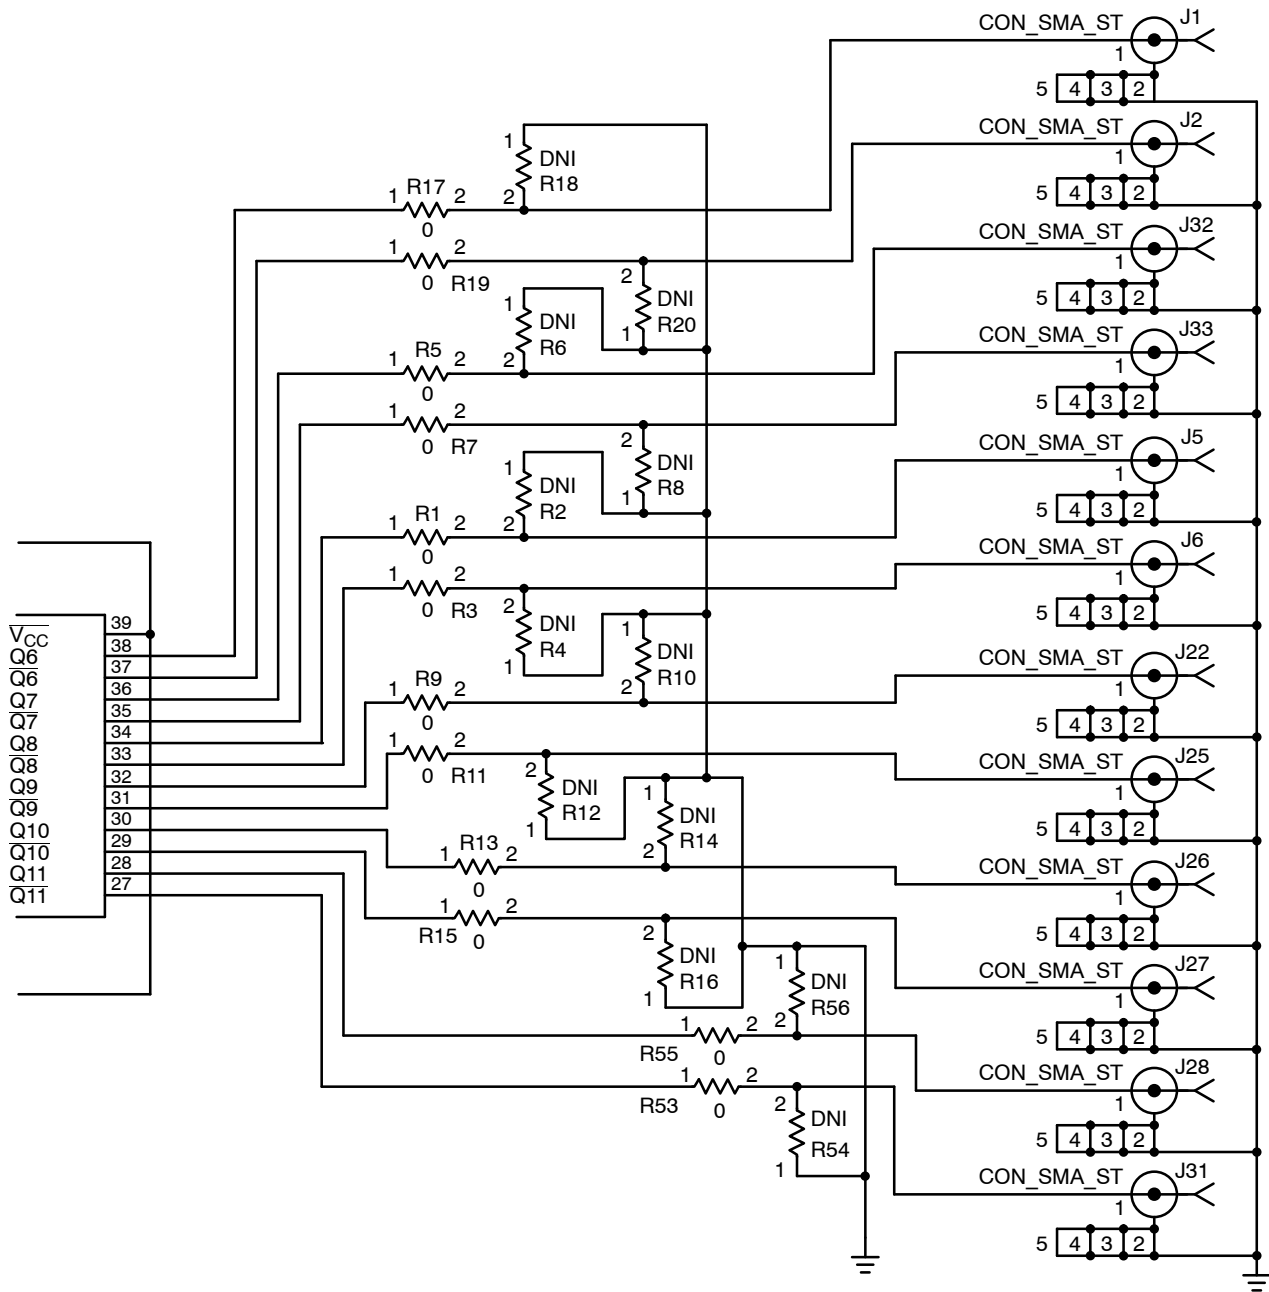 CON_SMA_ST J1
1
5 4 3 2
CON_SMA_ST J2
1
5 4 3 2
CON_SMA_ST J32
1
5 4 3 2
CON_SMA_ST J33
1
5 4 3 2
CON_SMA_ST J5
1
5 4 3 2
CON_SMA_ST J6
1
5 4 3 2
CON_SMA_ST J22
1
5 4 3 2
CON_SMA_ST J25
1
5 4 3 2
CON_SMA_ST J26
1
5 4 3 2
CON_SMA_ST J27
1
5 4 3 2
CON_SMA_ST J28
1
5 4 3 2
CON_SMA_ST J31
1
5 4 3 2
1 DNI
2 R18
1 R17 2
0
1 2
0 R19
2 DNI
1 R20
1 DNI
2 R6
1 R5 2
0
1 2
0 R7
2 DNI
1 R8
1 DNI
2 R2
1 R1 2
0
1 2
0 R3
2 DNI
1 R4
1 DNI
2 R10
1 R9 2
0
1 2
0 R11
2 DNI
1 R12
1 DNI
2 R14
1 R13 2
0
1 2
R15 0
2 DNI
1 R16
1 DNI
2 R56
1 2
R55 0
1 2
R53 0
2 DNI
1 R54
VCC 39
Q6 38
Q6 37
Q7 36
Q7 35
Q8 34
Q8 33
Q9 32
Q9 31
Q10 30
Q10 29
Q11 28
Q11 27